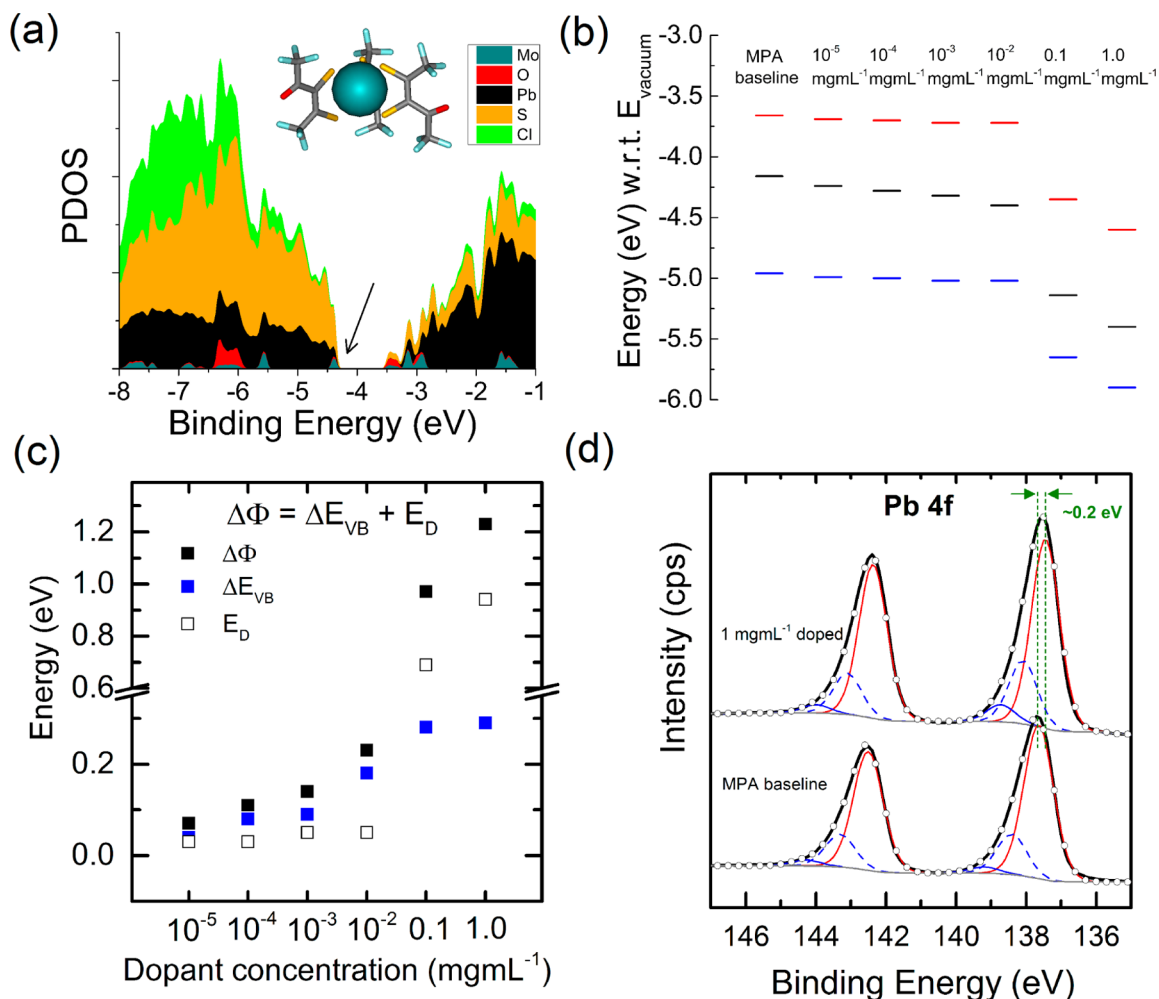 (a)
PDOS
Mo
O
Pb
S
Cl
-8 -7 -6 -5 -4 -3 -2 -1
Binding Energy (eV)
(b)
Energy (eV) w.r.t. E_vacuum
-3.0
-3.5
-4.0
-4.5
-5.0
-5.5
-6.0
MPA
baseline
10⁻⁵
mgmL⁻¹
10⁻⁴
mgmL⁻¹
10⁻³
mgmL⁻¹
10⁻²
mgmL⁻¹
0.1
mgmL⁻¹
1.0
mgmL⁻¹
(c)
Energy (eV)
1.2
1.0
0.8
0.6
0.2
0.0
ΔΦ = ΔE_VB + E_D
ΔΦ
ΔE_VB
E_D
10⁻⁵ 10⁻⁴ 10⁻³ 10⁻² 0.1 1.0
Dopant concentration (mgmL⁻¹)
(d)
Intensity (cps)
Pb 4f
~0.2 eV
1 mgmL⁻¹ doped
MPA baseline
146 144 142 140 138 136
Binding Energy (eV)